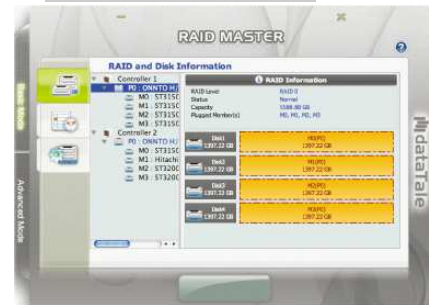 RAID MASTER
RAID and Disk Information
Basic Mode
Advanced Mode
Controller 1
P0 : ONNTO H/
M0 : ST315C
M1 : ST315C
M2 : ST315C
M3 : ST315C
Controller 2
P0 : ONNTO H/
M0 : ST315C
M1 : Hitachi
M2 : ST320C
M3 : ST320C
RAID Information
RAID Level RAID 0
Status Normal
Capacity 5588.80 GB
Plugged Member(s) M0, M1, M2, M3
Disk1
1397.22 GB
M0(P0)
1397.22 GB
Disk2
1397.22 GB
M1(P0)
1397.22 GB
Disk3
1397.22 GB
M2(P0)
1397.22 GB
Disk4
1397.22 GB
M3(P0)
1397.22 GB
dataTale